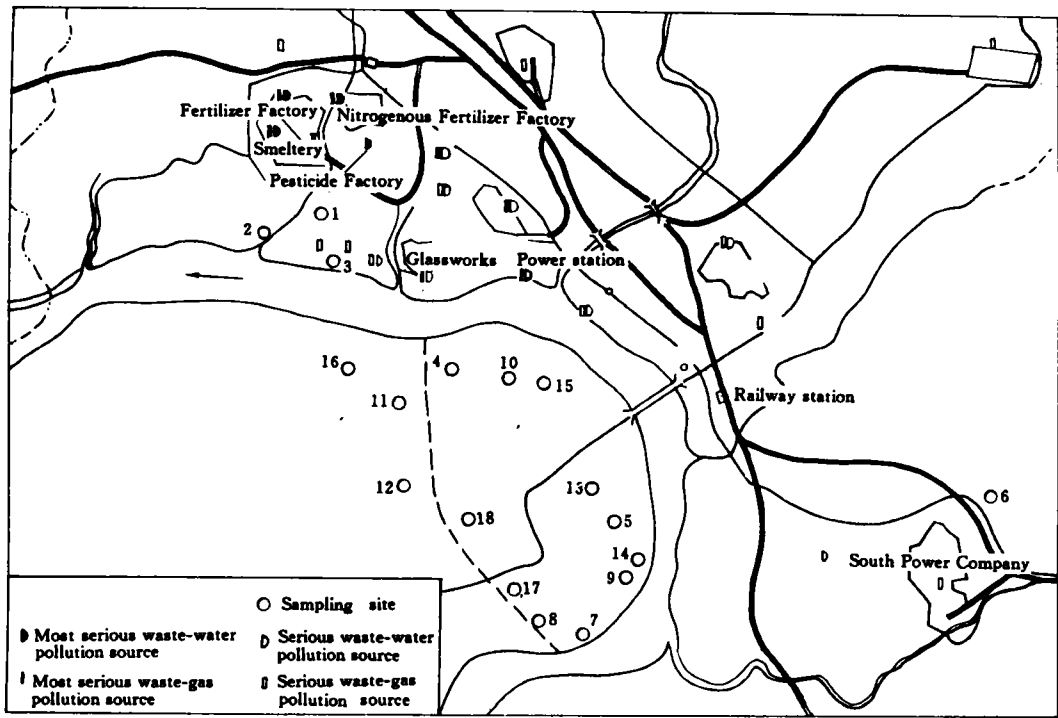 Fertilizer Factory
Nitrogenous Fertilizer Factory
Smeltery
Pesticide Factory
1
2
3
Glassworks
Power station
16
4
10
15
11
Railway station
12
13
6
18
5
14
South Power Company
9
17
8
7
Sampling site
Most serious waste-water
pollution source
Serious waste-water
pollution source
Most serious waste-gas
pollution source
Serious waste-gas
pollution source